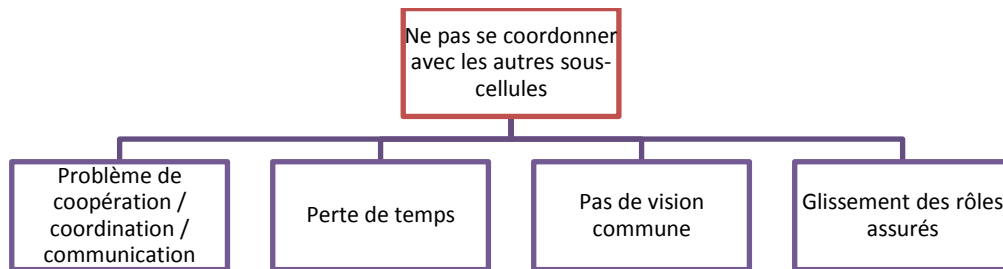 Ne pas se coordonner
avec les autres sous-
cellules
Problème de
coopération /
coordination /
communication
Perte de temps
Pas de vision
commune
Glissement des rôles
assurés